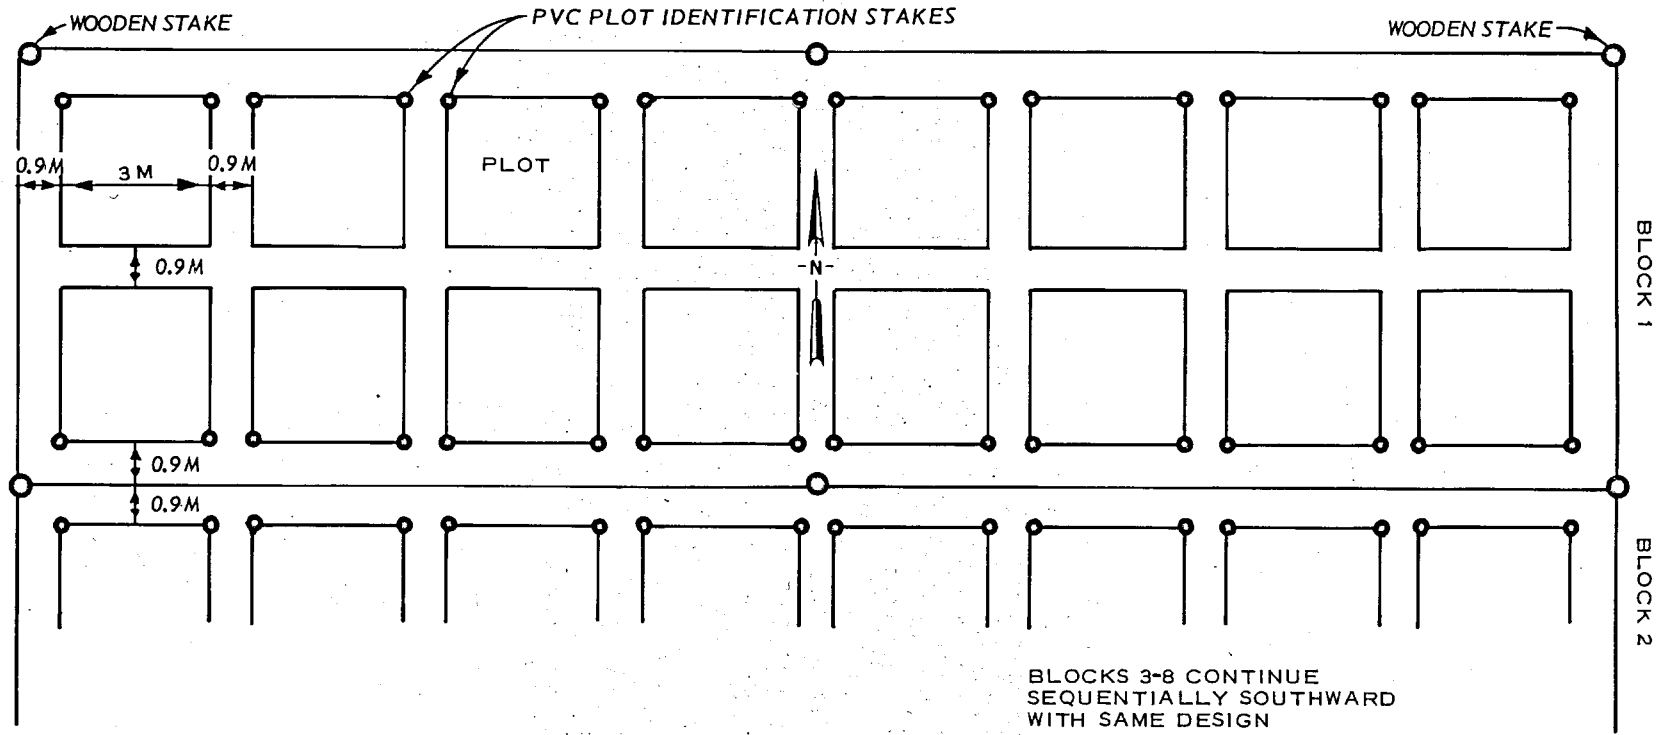 WOODEN STAKE
PVC PLOT IDENTIFICATION STAKES
WOODEN STAKE
0.9M
3 M
0.9M
PLOT
0.9M
-N-
BLOCK 1
0.9M
0.9M
BLOCK 2
BLOCKS 3-8 CONTINUE
SEQUENTIALLY SOUTHWARD
WITH SAME DESIGN